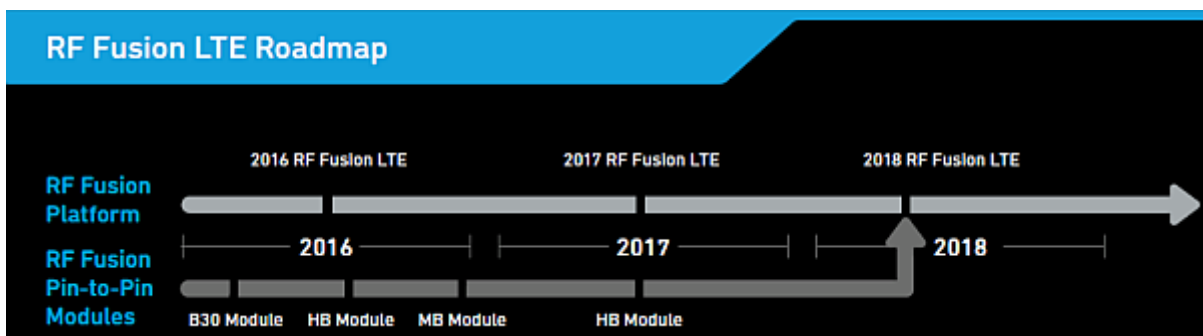 RF Fusion LTE Roadmap
2016 RF Fusion LTE
2017 RF Fusion LTE
2018 RF Fusion LTE
RF Fusion
Platform
2016
2017
2018
RF Fusion
Pin-to-Pin
Modules
B30 Module
HB Module
MB Module
HB Module